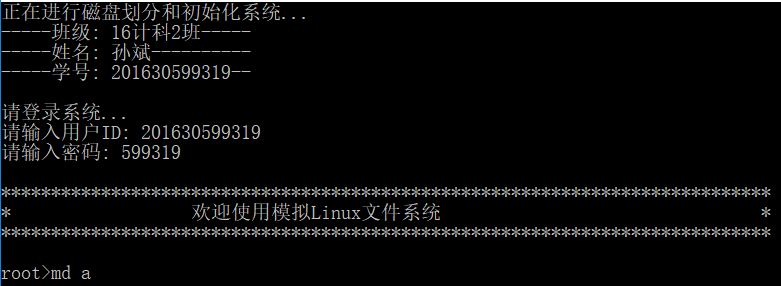 正在进行磁盘划分和初始化系统...
-----班级: 16计科2班-----
-----姓名: 孙斌----------
-----学号: 201630599319--
请登录系统...
请输入用户ID: 201630599319
请输入密码: 599319
*****************************************************************************
*                  欢迎使用模拟Linux文件系统                                *
*****************************************************************************
root>md a